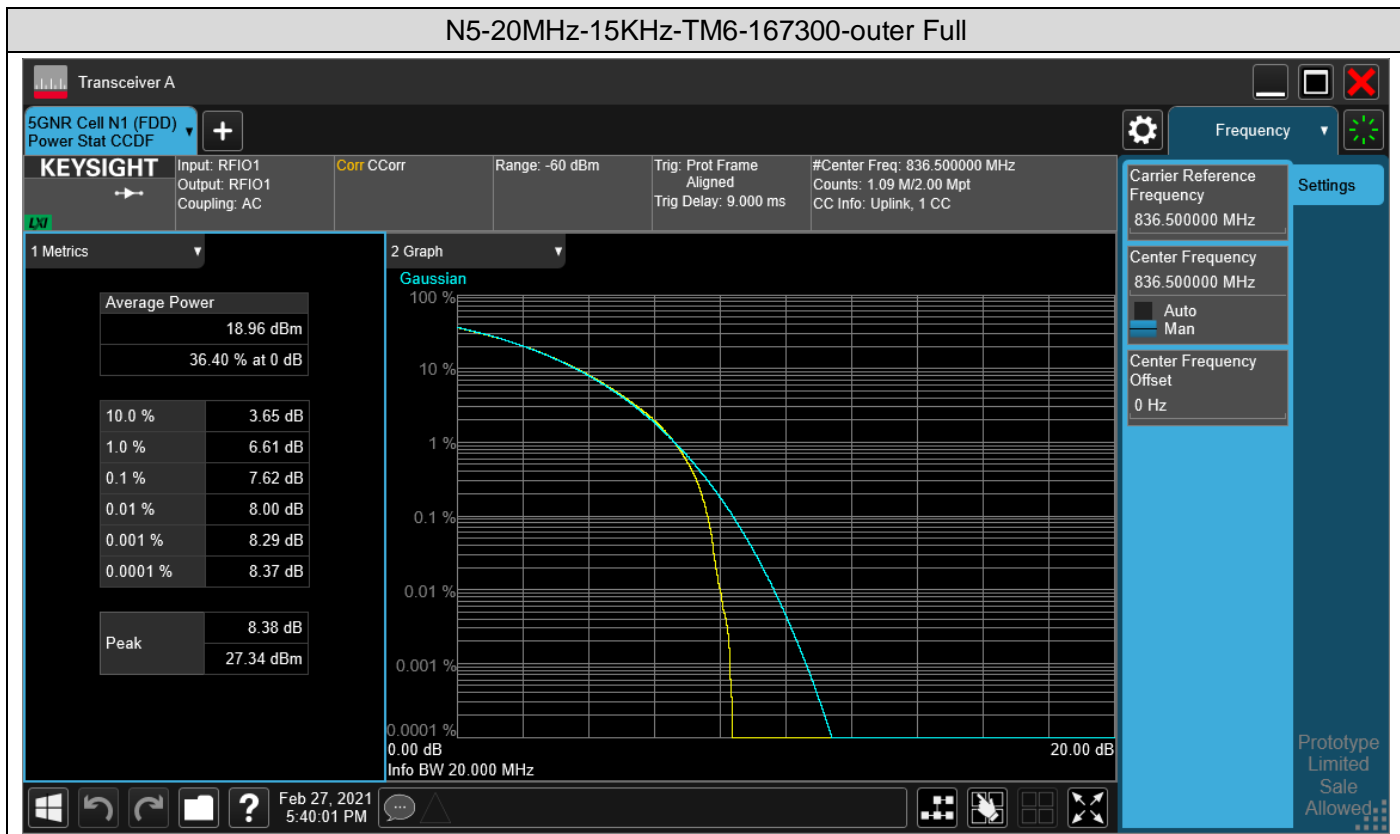 N5-20MHz-15KHz-TM6-167300-outer Full
Transceiver A
5GNR Cell N1 (FDD)
Power Stat CCDF
+
Frequency
KEYSIGHT
LXI
Input: RFIO1
Output: RFIO1
Coupling: AC
Corr CCorr
Range: -60 dBm
Trig: Prot Frame
Aligned
Trig Delay: 9.000 ms
#Center Freq: 836.500000 MHz
Counts: 1.09 M/2.00 Mpt
CC Info: Uplink, 1 CC
1 Metrics
Average Power
18.96 dBm
36.40 % at 0 dB
10.0 % 3.65 dB
1.0 % 6.61 dB
0.1 % 7.62 dB
0.01 % 8.00 dB
0.001 % 8.29 dB
0.0001 % 8.37 dB
Peak
8.38 dB
27.34 dBm
2 Graph
Gaussian
100 %
10 %
1 %
0.1 %
0.01 %
0.001 %
0.0001 %
0.00 dB 20.00 dB
Info BW 20.000 MHz
Carrier Reference
Frequency
836.500000 MHz
Center Frequency
836.500000 MHz
Auto
Man
Center Frequency
Offset
0 Hz
Settings
Prototype
Limited
Sale
Allowed
?
Feb 27, 2021
5:40:01 PM